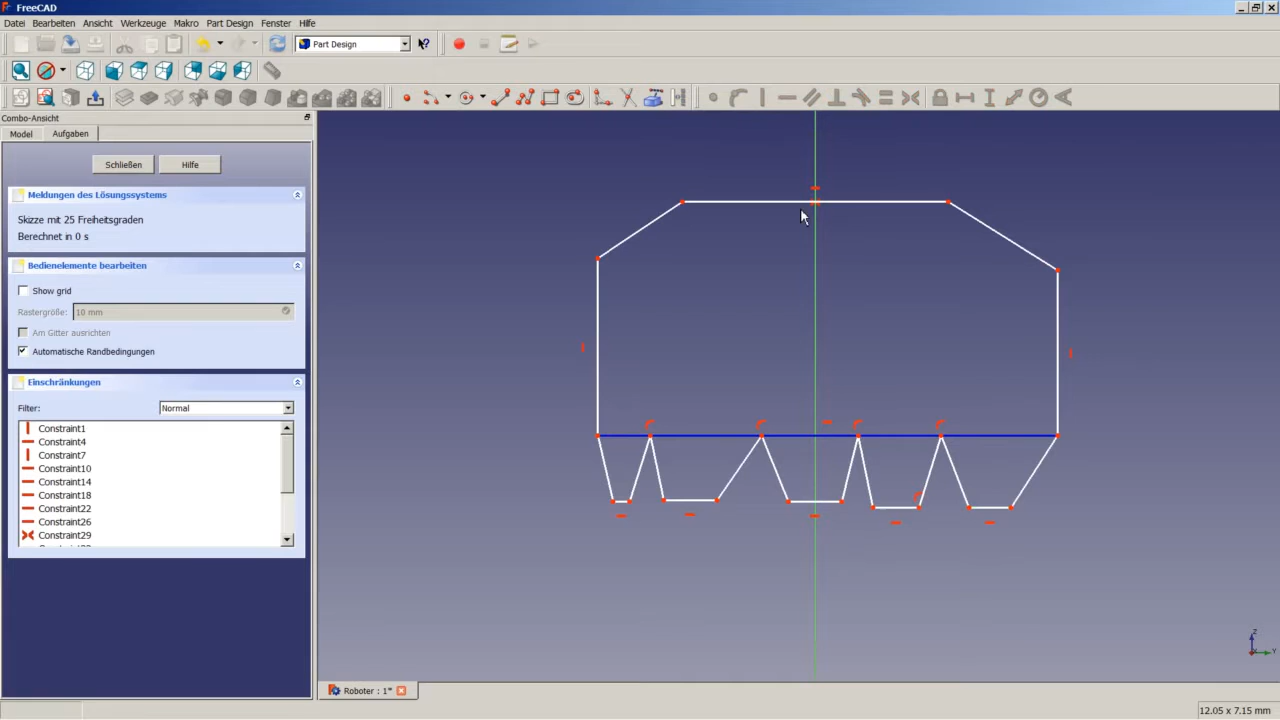 FreeCAD
Datei Bearbeiten Ansicht Werkzeuge Makro Part Design Fenster Hilfe
Part Design
Combo-Ansicht
Model Aufgaben
Schließen Hilfe
Meldungen des Lösungssystems
Skizze mit 25 Freiheitsgraden
Berechnet in 0 s
Bedienelemente bearbeiten
Show grid
Rastergröße: 10 mm
Am Gitter ausrichten
Automatische Randbedingungen
Einschränkungen
Filter: Normal
Constraint1
Constraint4
Constraint7
Constraint10
Constraint14
Constraint18
Constraint22
Constraint26
Constraint29
Z
Y
Roboter : 1*
12.05 x 7.15 mm